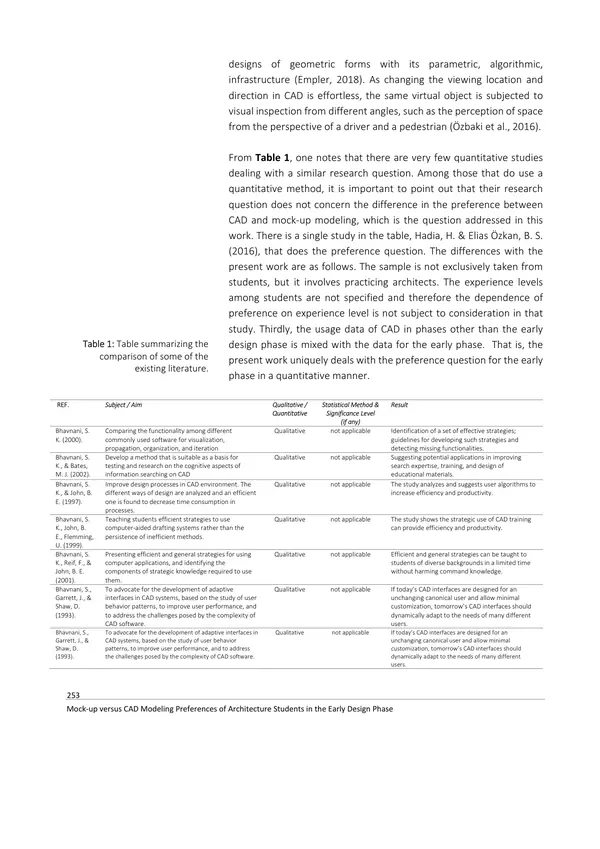 designs of geometric forms with its parametric, algorithmic,
infrastructure (Empler, 2018). As changing the viewing location and
direction in CAD is effortless, the same virtual object is subjected to
visual inspection from different angles, such as the perception of space
from the perspective of a driver and a pedestrian (Özbaki et al., 2016).
From Table 1, one notes that there are very few quantitative studies
dealing with a similar research question. Among those that do use a
quantitative method, it is important to point out that their research
question does not concern the difference in the preference between
CAD and mock-up modeling, which is the question addressed in this
work. There is a single study in the table, Hadia, H. & Elias Özkan, B. S.
(2016), that does the preference question. The differences with the
present work are as follows. The sample is not exclusively taken from
students, but it involves practicing architects. The experience levels
among students are not specified and therefore the dependence of
preference on experience level is not subject to consideration in that
study. Thirdly, the usage data of CAD in phases other than the early
design phase is mixed with the data for the early phase. That is, the
present work uniquely deals with the preference question for the early
phase in a quantitative manner.
Table 1: Table summarizing the
comparison of some of the
existing literature.
REF. Subject / Aim Qualitative / Statistical Method & Result
Quantitative Significance Level
(if any)
Bhavnani, S. Comparing the functionality among different Qualitative not applicable Identification of a set of effective strategies;
K. (2000). commonly used software for visualization, guidelines for developing such strategies and
propagation, organization, and iteration detecting missing functionalities.
Bhavnani, S. Develop a method that is suitable as a basis for Qualitative not applicable Suggesting potential applications in improving
K., & Bates, testing and research on the cognitive aspects of search expertise, training, and design of
M. J. (2002). information searching on CAD educational materials.
Bhavnani, S. Improve design processes in CAD environment. The Qualitative not applicable The study analyzes and suggests user algorithms to
K., & John, B. different ways of design are analyzed and an efficient increase efficiency and productivity.
E. (1997). one is found to decrease time consumption in
processes.
Bhavnani, S. Teaching students efficient strategies to use Qualitative not applicable The study shows the strategic use of CAD training
K., John, B. computer-aided drafting systems rather than the can provide efficiency and productivity.
E., Flemming, persistence of inefficient methods.
U. (1999).
Bhavnani, S. Presenting efficient and general strategies for using Qualitative not applicable Efficient and general strategies can be taught to
K., Reif, F., & computer applications, and identifying the students of diverse backgrounds in a limited time
John, B. E. components of strategic knowledge required to use without harming command knowledge.
(2001). them.
Bhavnani, S., To advocate for the development of adaptive Qualitative not applicable If today's CAD interfaces are designed for an
Garrett, J., & interfaces in CAD systems, based on the study of user unchanging canonical user and allow minimal
Shaw, D. behavior patterns, to improve user performance, and customization, tomorrow's CAD interfaces should
(1993). to address the challenges posed by the complexity of dynamically adapt to the needs of many different
CAD software. users.
Bhavnani, S., To advocate for the development of adaptive interfaces in Qualitative not applicable If today's CAD interfaces are designed for an
Garrett, J., & CAD systems, based on the study of user behavior unchanging canonical user and allow minimal
Shaw, D. patterns, to improve user performance, and to address customization, tomorrow's CAD interfaces should
(1993). the challenges posed by the complexity of CAD software. dynamically adapt to the needs of many different
users.
253
Mock-up versus CAD Modeling Preferences of Architecture Students in the Early Design Phase